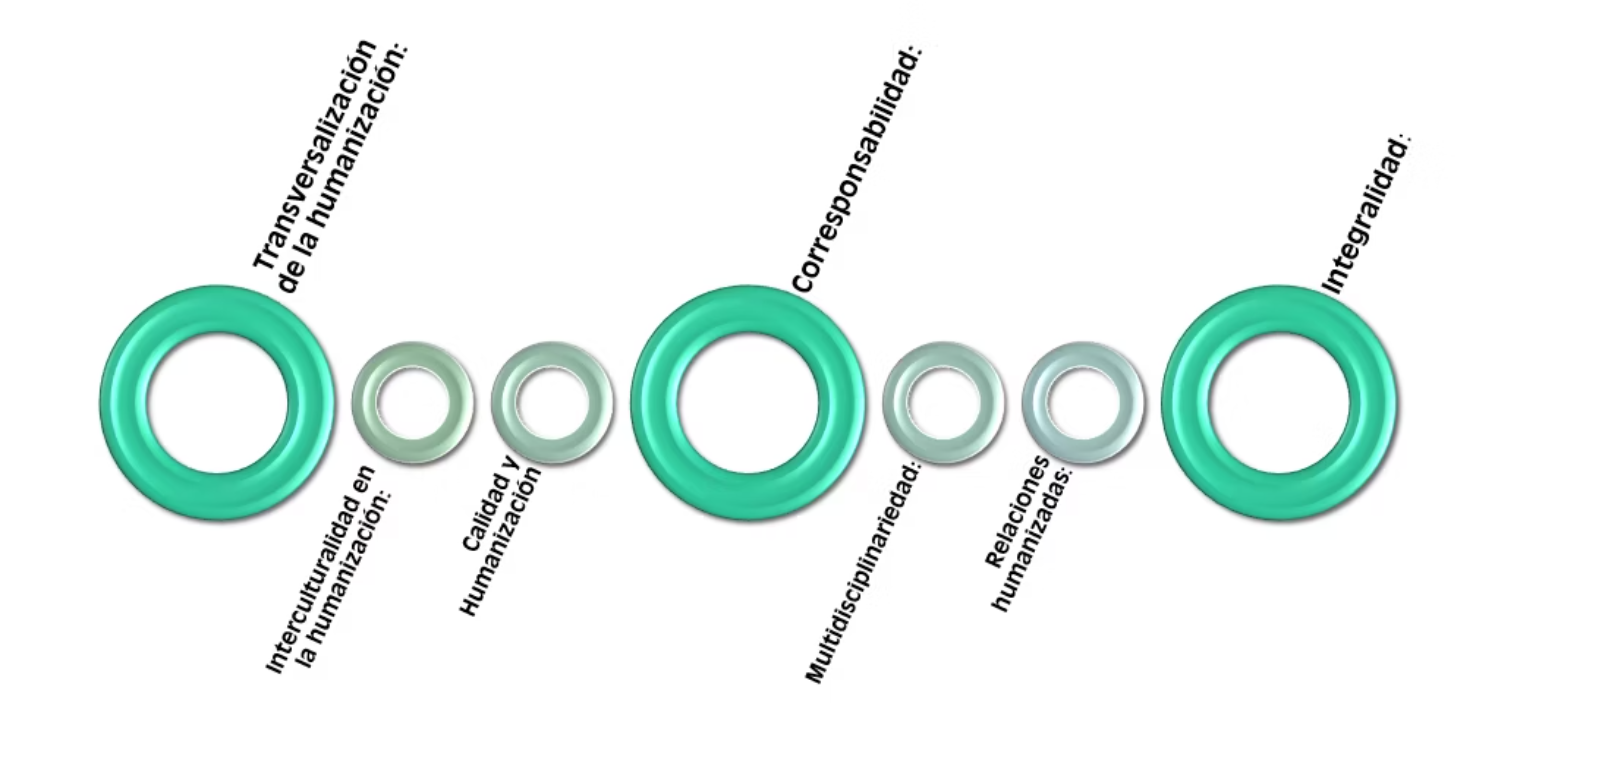 Transversalización
de la humanización:
Interculturalidad en
la humanización:
Calidad y
Humanización
Corresponsabilidad:
Multidisciplinariedad:
Relaciones
humanizadas:
Integralidad: